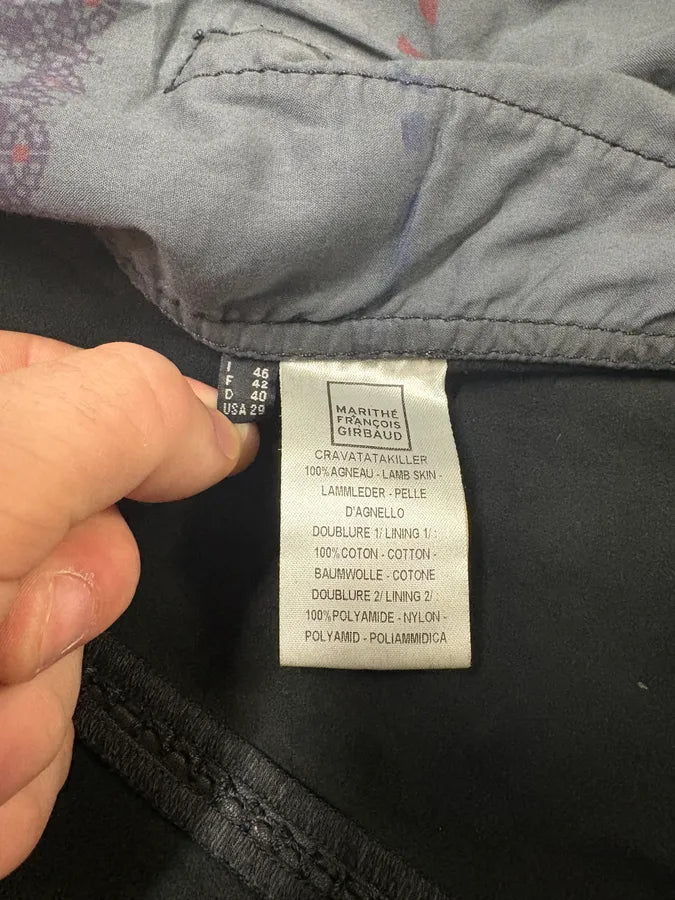 I 46
F 42
D 40
USA 29
MARITHÉ
+
FRANÇOIS
GIRBAUD
CRAVATATAKILLER
100%AGNEAU - LAMB SKIN -
LAMMLEDER - PELLE
D'AGNELLO
DOUBLURE 1/ LINING 1/ :
100%COTON - COTTON -
BAUMWOLLE - COTONE
DOUBLURE 2/ LINING 2/ :
100%POLYAMIDE - NYLON -
POLYAMID - POLIAMMIDICA